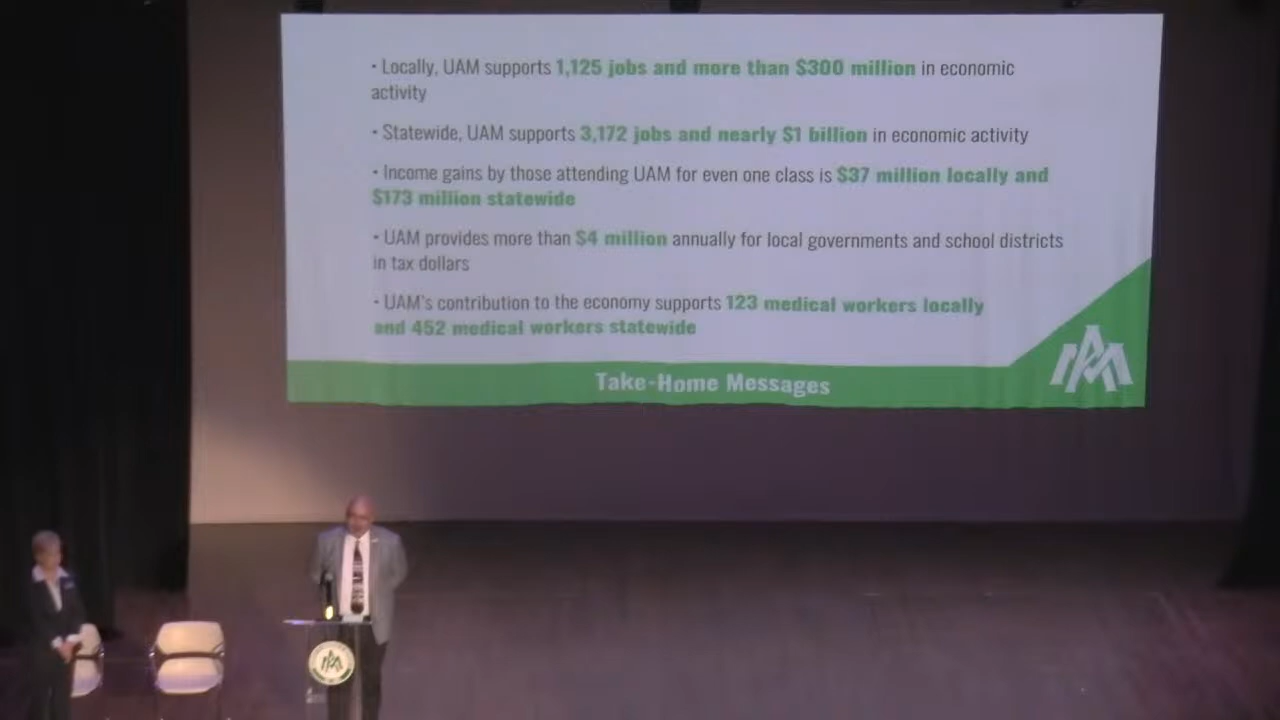 • Locally, UAM supports 1,125 jobs and more than $300 million in economic
activity
• Statewide, UAM supports 3,172 jobs and nearly $1 billion in economic activity
• Income gains by those attending UAM for even one class is $37 million locally and
$173 million statewide
• UAM provides more than $4 million annually for local governments and school districts
in tax dollars
• UAM's contribution to the economy supports 123 medical workers locally
and 452 medical workers statewide
Take-Home Messages